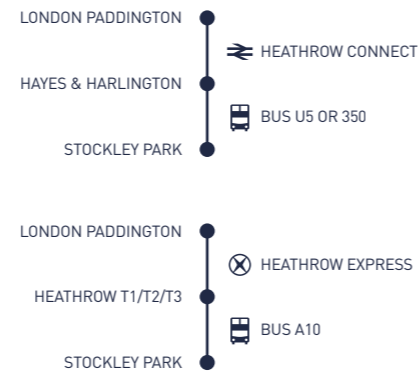 LONDON PADDINGTON
HEATHROW CONNECT
HAYES & HARLINGTON
BUS U5 OR 350
STOCKLEY PARK
LONDON PADDINGTON
HEATHROW EXPRESS
HEATHROW T1/T2/T3
BUS A10
STOCKLEY PARK